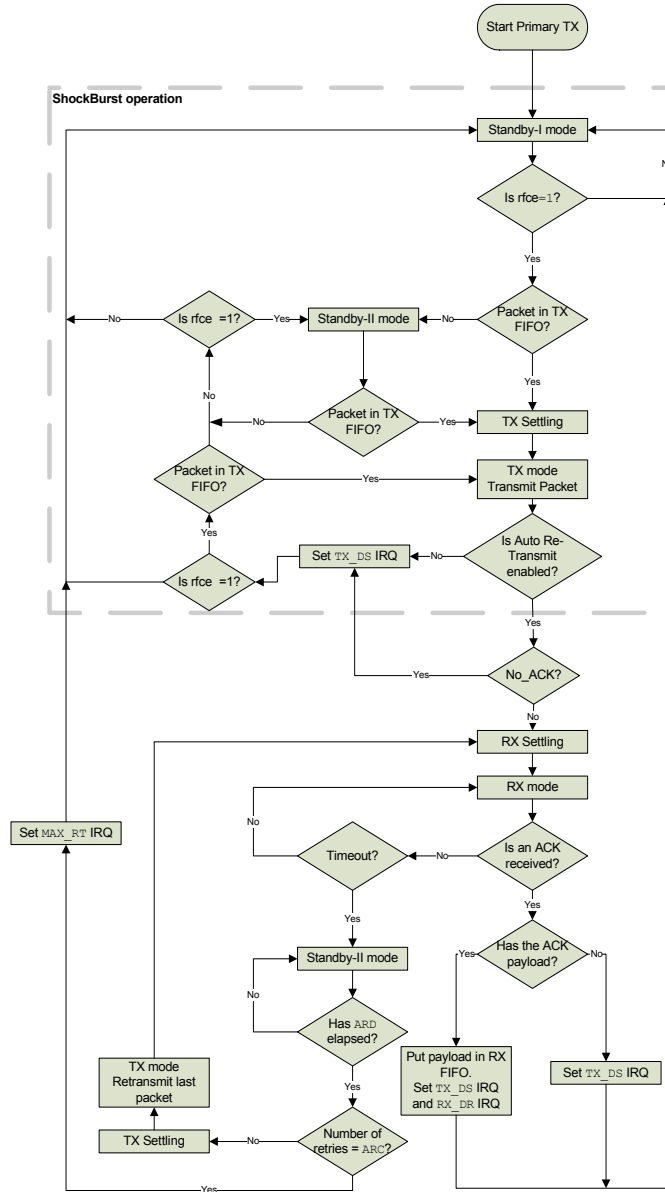 Start Primary TX
ShockBurst operation
Standby-I mode
Is rfce=1?
Yes
Is rfce =1?
No
Yes
Standby-II mode
No
Packet in TX
FIFO?
Yes
No
Packet in TX
FIFO?
No
Yes
TX Settling
Packet in TX
FIFO?
Yes
TX mode
Transmit Packet
Yes
Is rfce =1?
Set TX_DS IRQ
No
Is Auto Re-
Transmit
enabled?
Yes
Yes
No_ACK?
No
RX Settling
RX mode
Set MAX_RT IRQ
No
Timeout?
No
Is an ACK
received?
Yes
Yes
Standby-II mode
Yes
Has the ACK
payload?
No
No
Has ARD
elapsed?
Yes
TX mode
Retransmit last
packet
Put payload in RX
FIFO.
Set TX_DS IRQ
and RX_DR IRQ
Set TX_DS IRQ
TX Settling
No
Number of
retries = ARC?
Yes